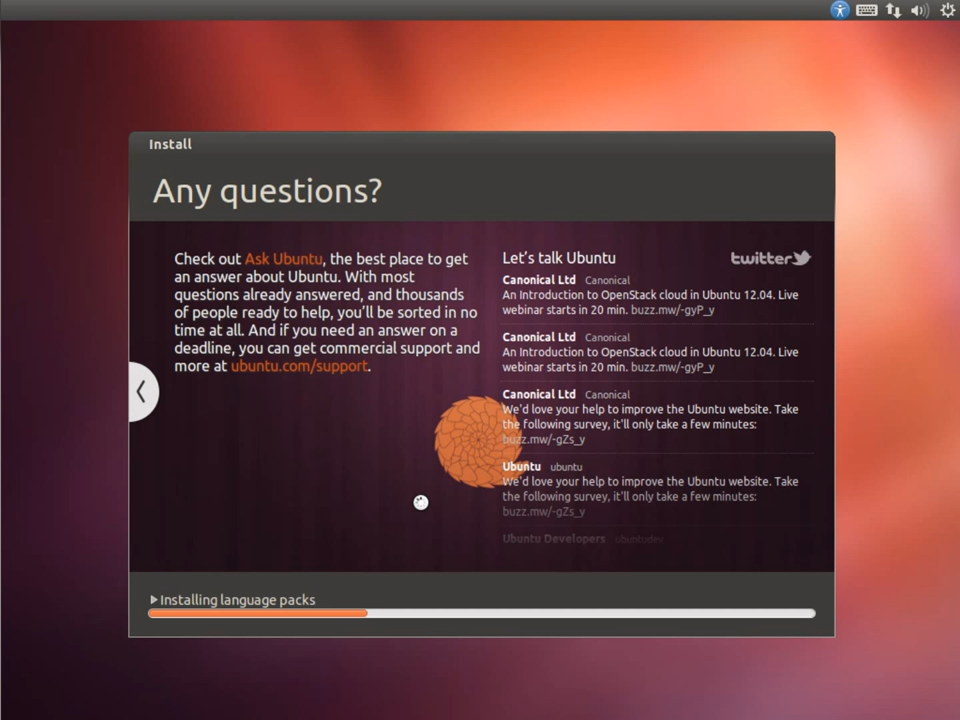 Install
Any questions?
Check out Ask Ubuntu, the best place to get
an answer about Ubuntu. With most
questions already answered, and thousands
of people ready to help, you'll be sorted in no
time at all. And if you need an answer on a
deadline, you can get commercial support and
more at ubuntu.com/support.
Let's talk Ubuntu
twitter
Canonical Ltd Canonical
An Introduction to OpenStack cloud in Ubuntu 12.04. Live
webinar starts in 20 min. buzz.mw/-gyP_y
Canonical Ltd Canonical
An Introduction to OpenStack cloud in Ubuntu 12.04. Live
webinar starts in 20 min. buzz.mw/-gyP_y
Canonical Ltd Canonical
We'd love your help to improve the Ubuntu website. Take
the following survey, it'll only take a few minutes:
buzz.mw/-gZs_y
Ubuntu ubuntu
We'd love your help to improve the Ubuntu website. Take
the following survey, it'll only take a few minutes:
buzz.mw/-gZs_y
Ubuntu Developers ubuntudev
Installing language packs